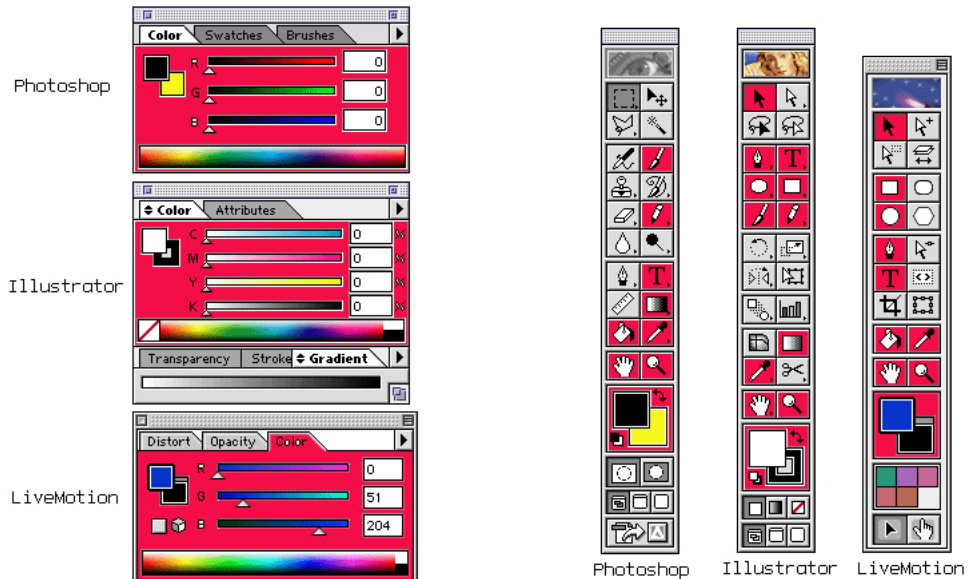 Color Swatches Brushes
Photoshop
R 0
G 0
B 0
Color Attributes
Illustrator
C 0 %
M 0 %
Y 0 %
K 0 %
Transparency Stroke Gradient
Distort Opacity Color
LiveMotion
R 0
G 51
B 204
T
T
T
Photoshop
Illustrator
LiveMotion